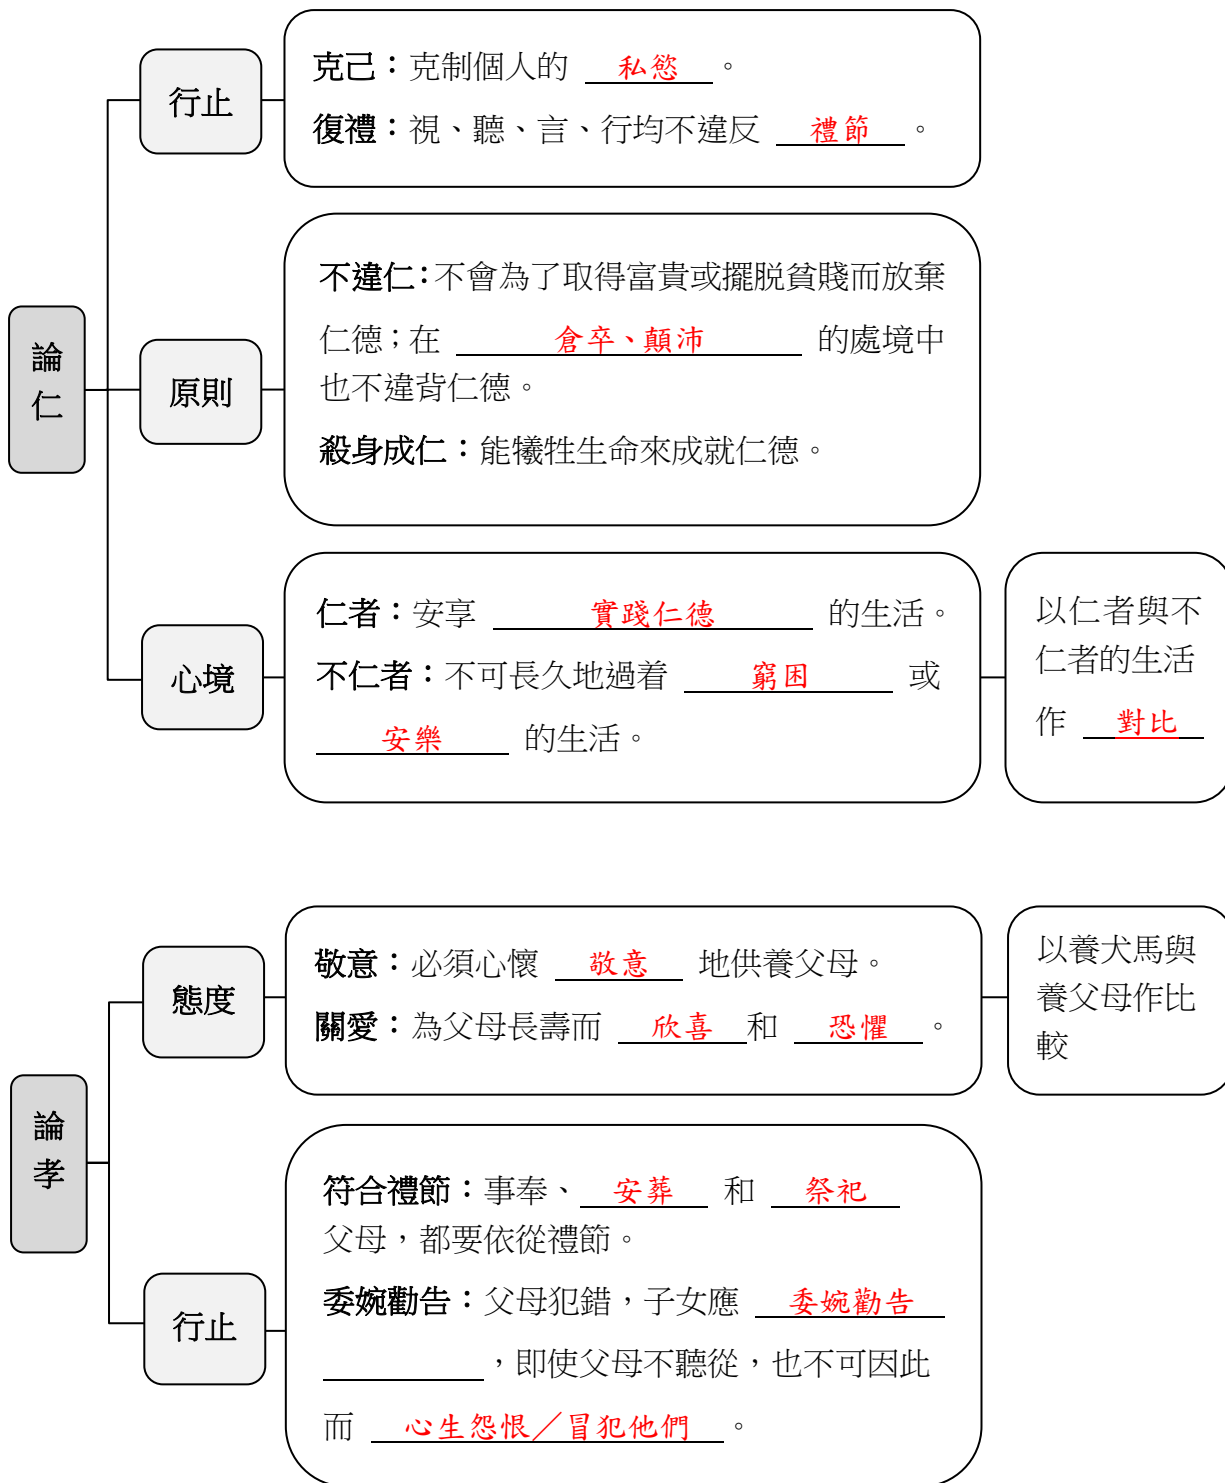 論仁
行止
克己：克制個人的 私慾 。
復禮：視、聽、言、行均不違反 禮節 。
原則
不違仁：不會為了取得富貴或擺脫貧賤而放棄
仁德；在 倉卒、顛沛 的處境中
也不違背仁德。
殺身成仁：能犧牲生命來成就仁德。
心境
仁者：安享 實踐仁德 的生活。
不仁者：不可長久地過着 窮困 或
安樂 的生活。
以仁者與不
仁者的生活
作 對比
論孝
態度
敬意：必須心懷 敬意 地供養父母。
關愛：為父母長壽而 欣喜 和 恐懼 。
以養犬馬與
養父母作比
較
行止
符合禮節：事奉、 安葬 和 祭祀
父母，都要依從禮節。
委婉勸告：父母犯錯，子女應 委婉勸告
，即使父母不聽從，也不可因此
而 心生怨恨／冒犯他們 。